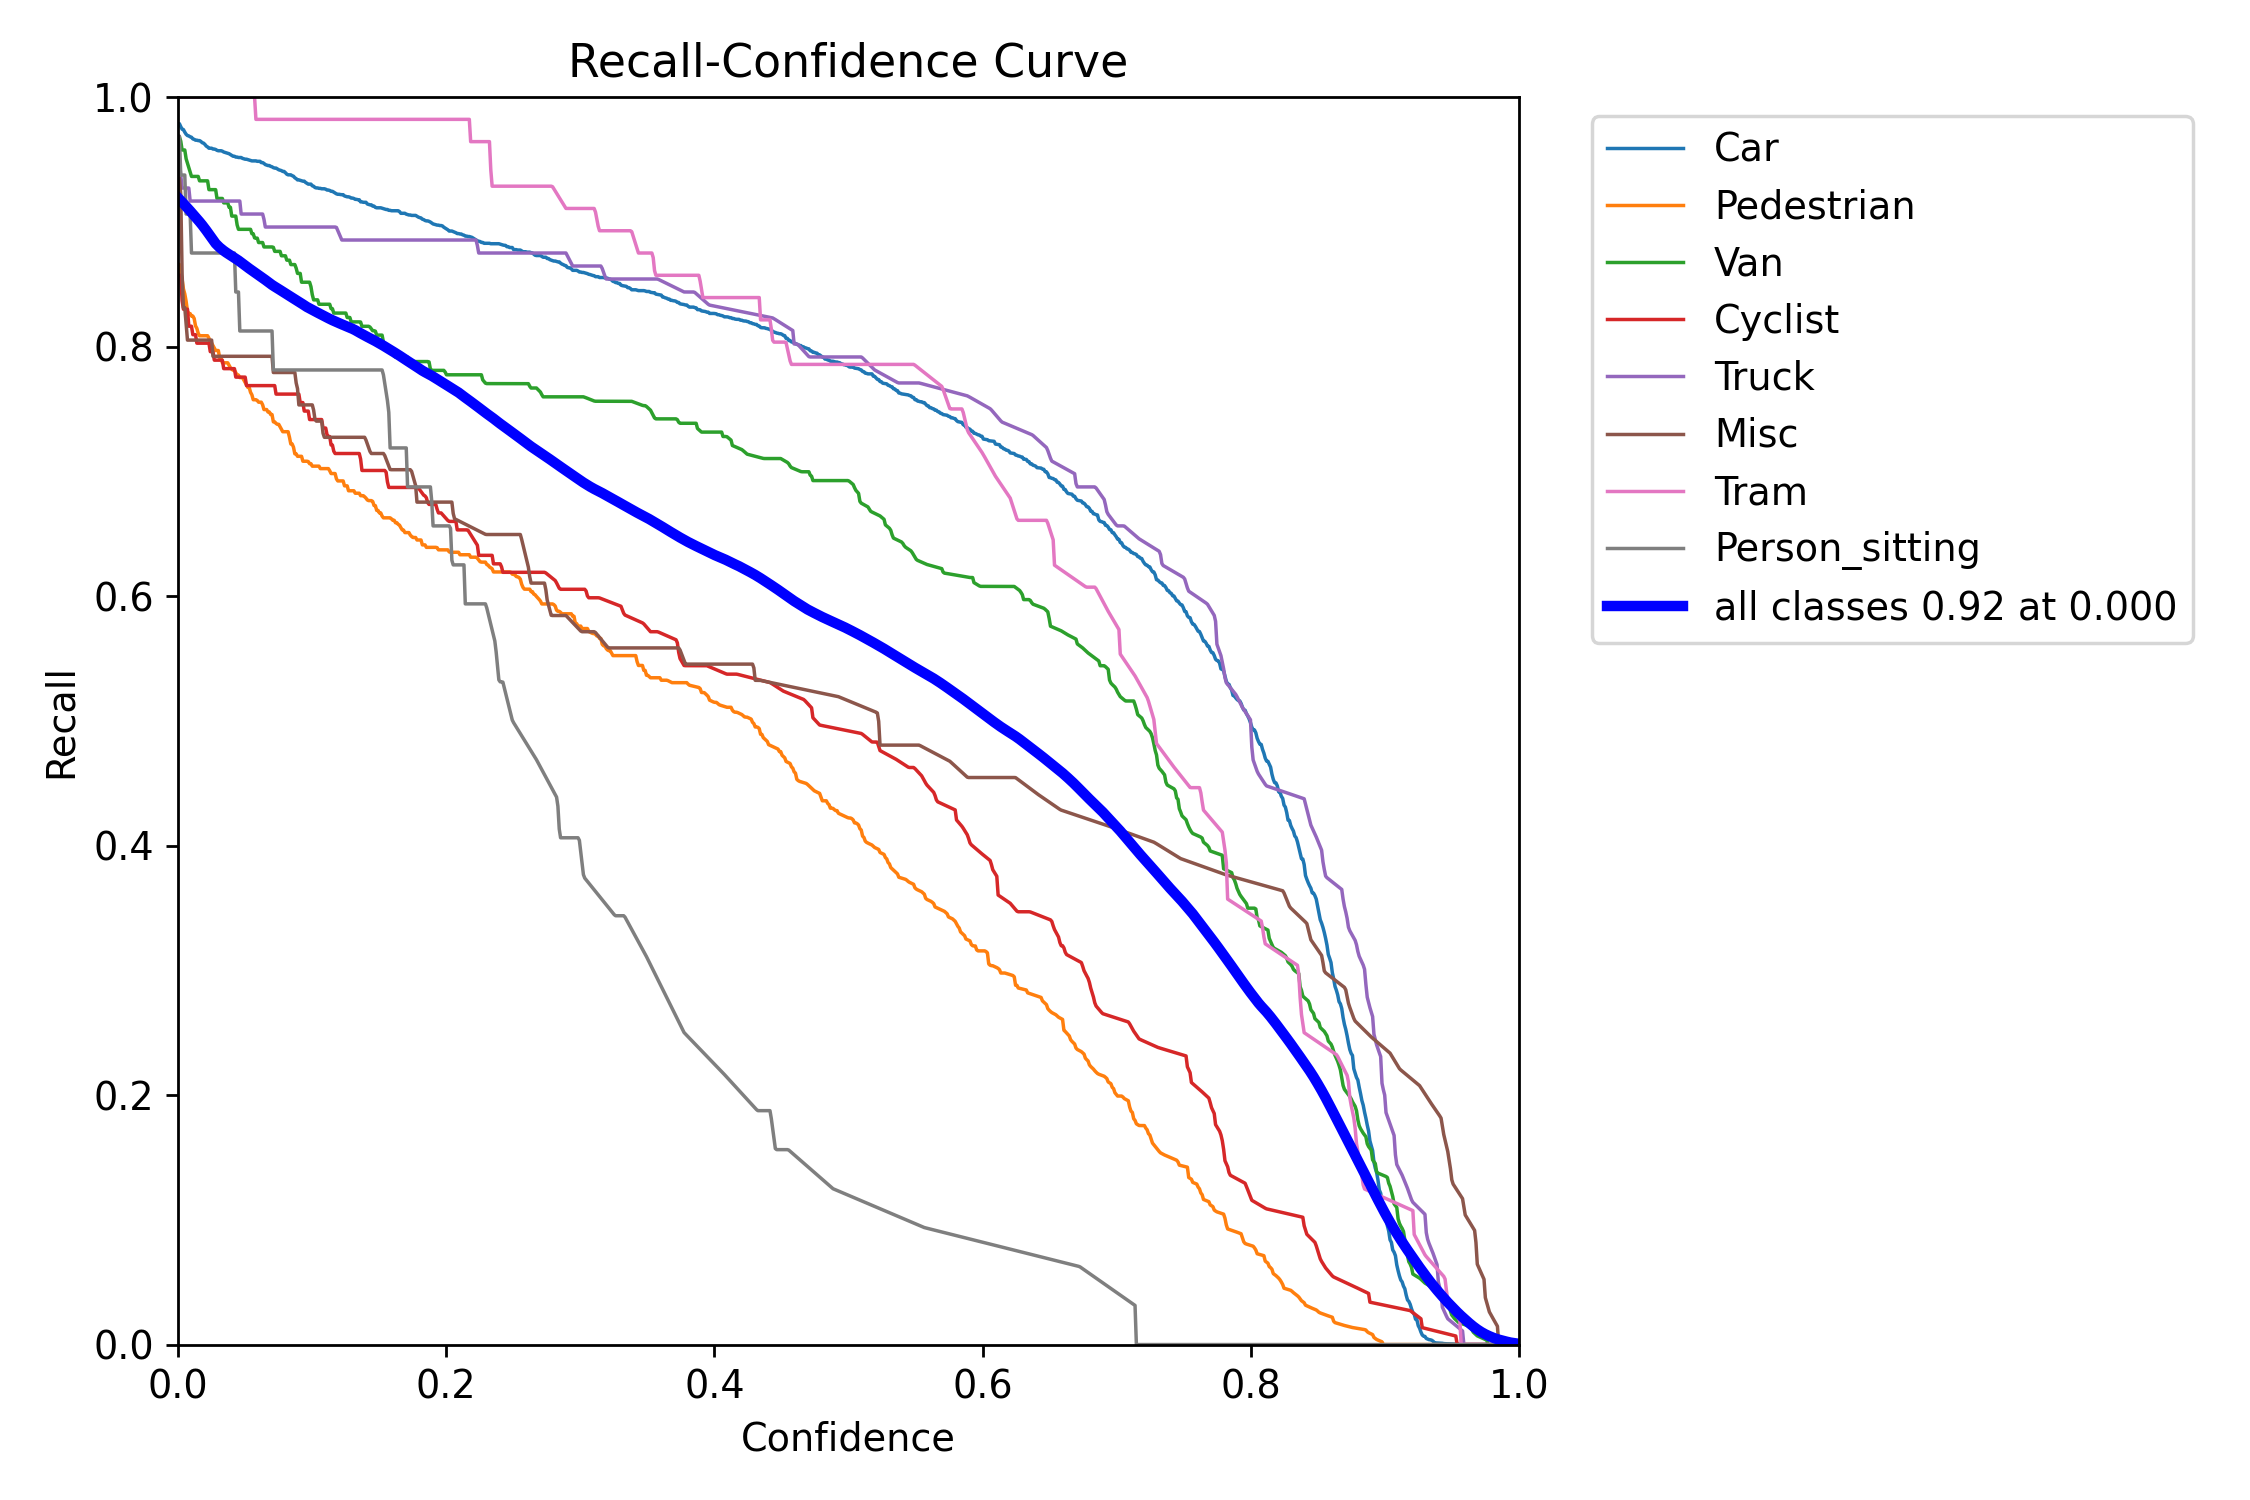 Recall-Confidence Curve
1.0
0.8
0.6
0.4
0.2
0.0
Recall
0.0 0.2 0.4 0.6 0.8 1.0
Confidence
Car
Pedestrian
Van
Cyclist
Truck
Misc
Tram
Person_sitting
all classes 0.92 at 0.000